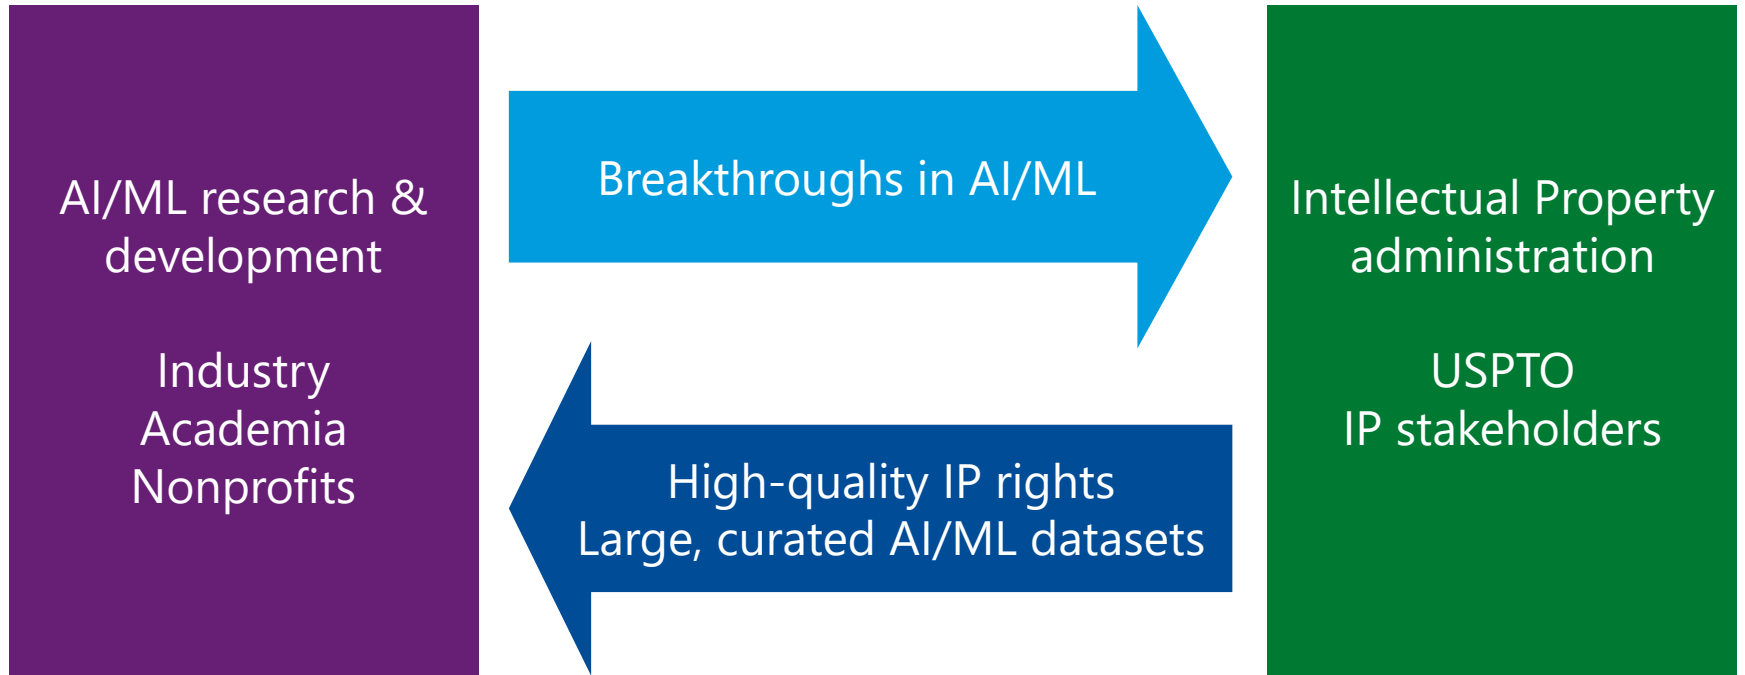 AI/ML research &
development
Industry
Academia
Nonprofits
Breakthroughs in AI/ML
High-quality IP rights
Large, curated AI/ML datasets
Intellectual Property
administration
USPTO
IP stakeholders